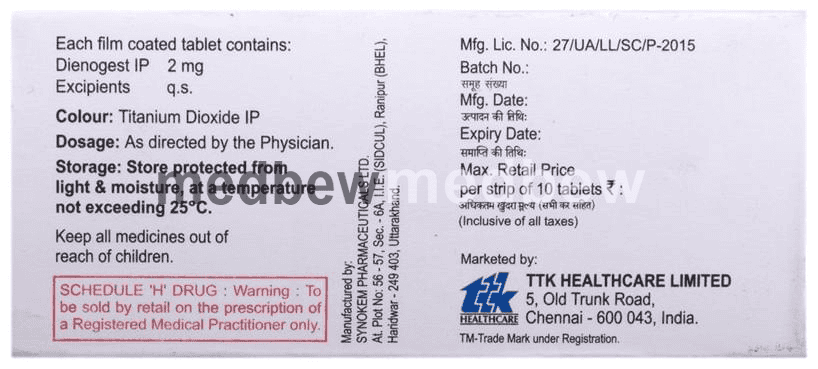 Each film coated tablet contains:
Dienogest IP 2 mg
Excipients q.s.
Colour: Titanium Dioxide IP
Dosage: As directed by the Physician.
Storage: Store protected from
light & moisture, at a temperature
not exceeding 25°C.
Keep all medicines out of
reach of children.
SCHEDULE 'H' DRUG : Warning : To
be sold by retail on the prescription of
a Registered Medical Practitioner only.
Manufactured by:
SYNOKEM PHARMACEUTICALS LTD.
At. Plot No: 56 - 57, Sec. - 6A, I.I.E. (SIDCUL), Ranipur (BHEL),
Haridwar - 249 403, Uttarakhand.
Mfg. Lic. No.: 27/UA/LL/SC/P-2015
Batch No.:
समूह संख्या
Mfg. Date:
उत्पादन की तिथि:
Expiry Date:
समाप्ति की तिथि:
Max. Retail Price
per strip of 10 tablets ₹ :
अधिकतम खुदरा मूल्य (सभी कर सहित)
(Inclusive of all taxes)
Marketed by:
ttk
HEALTHCARE
TTK HEALTHCARE LIMITED
5, Old Trunk Road,
Chennai - 600 043, India.
TM-Trade Mark under Registration.
medbew medbew